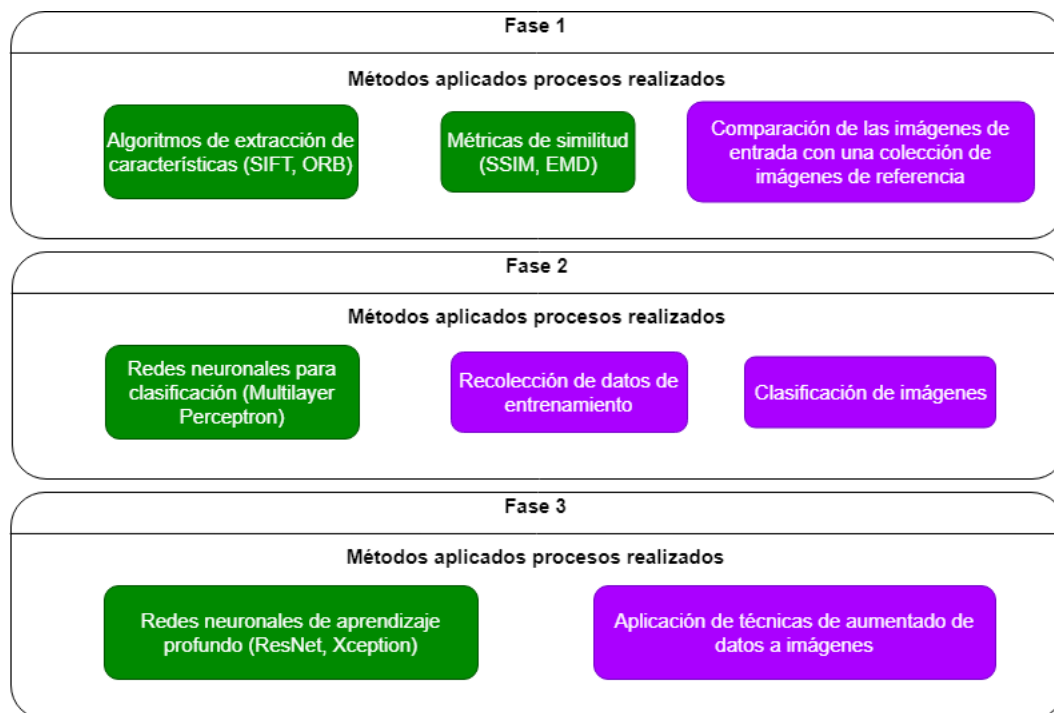 Fase 1
Métodos aplicados procesos realizados
Algoritmos de extracción de
características (SIFT, ORB)
Métricas de similitud
(SSIM, EMD)
Comparación de las imágenes de
entrada con una colección de
imágenes de referencia
Fase 2
Métodos aplicados procesos realizados
Redes neuronales para
clasificación (Multilayer
Perceptron)
Recolección de datos de
entrenamiento
Clasificación de imágenes
Fase 3
Métodos aplicados procesos realizados
Redes neuronales de aprendizaje
profundo (ResNet, Xception)
Aplicación de técnicas de aumentado de
datos a imágenes